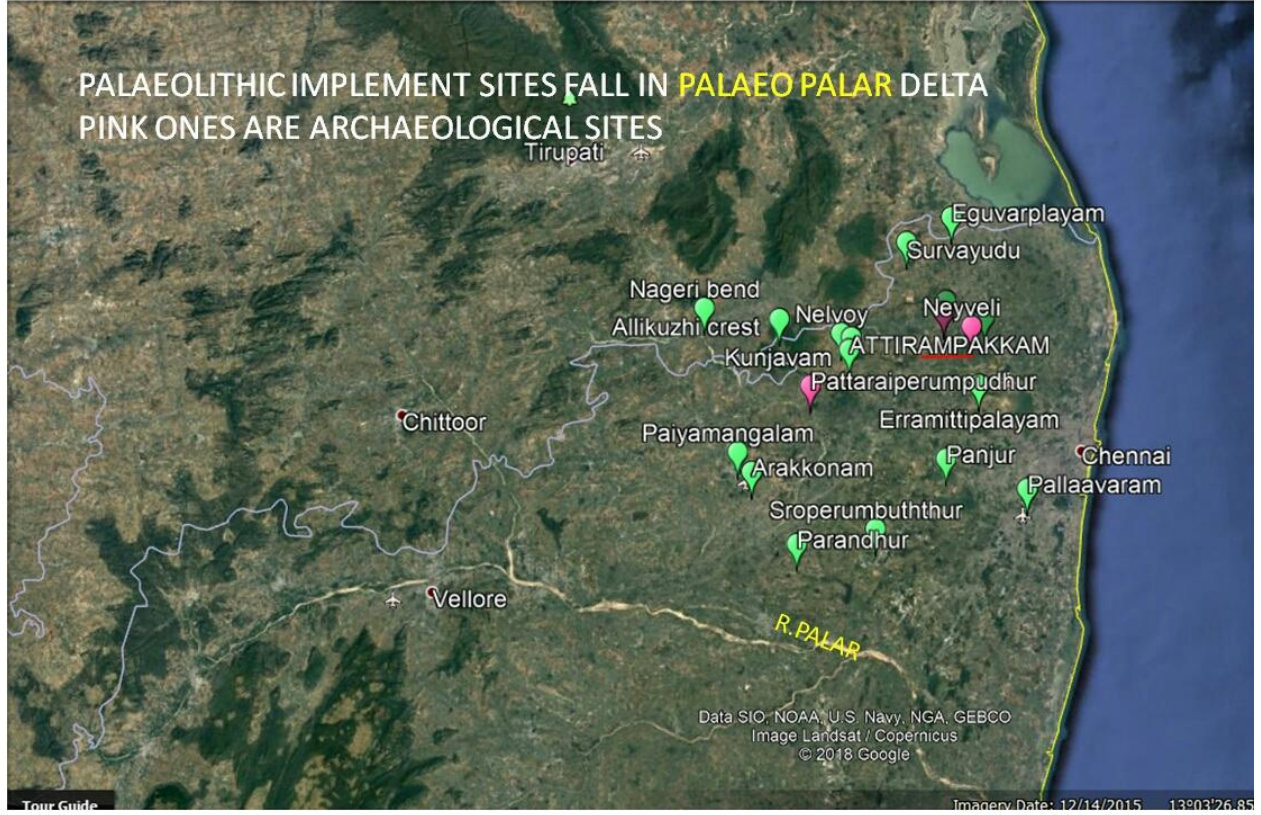 PALAEOLITHIC IMPLEMENT SITES FALL IN PALAEO PALAR DELTA
PINK ONES ARE ARCHAEOLOGICAL SITES
Tirupati
Eguvarplayam
Survayudu
Nageri bend
Nelvoy
Neyveli
Allikuzhi crest
Kunjavam
ATTIRAMPAKKAM
Pattaraiperumpudhur
Erramittipalayam
Chittoor
Paiyamangalam
Panjur
Chennai
Arakkonam
Pallaavaram
Sroperumbuththur
Parandhur
Vellore
R.PALAR
Data SIO, NOAA, U.S. Navy, NGA, GEBCO
Image Landsat / Copernicus
© 2018 Google
Tour Guide
Imagery Date: 12/14/2015 13°03'26.85